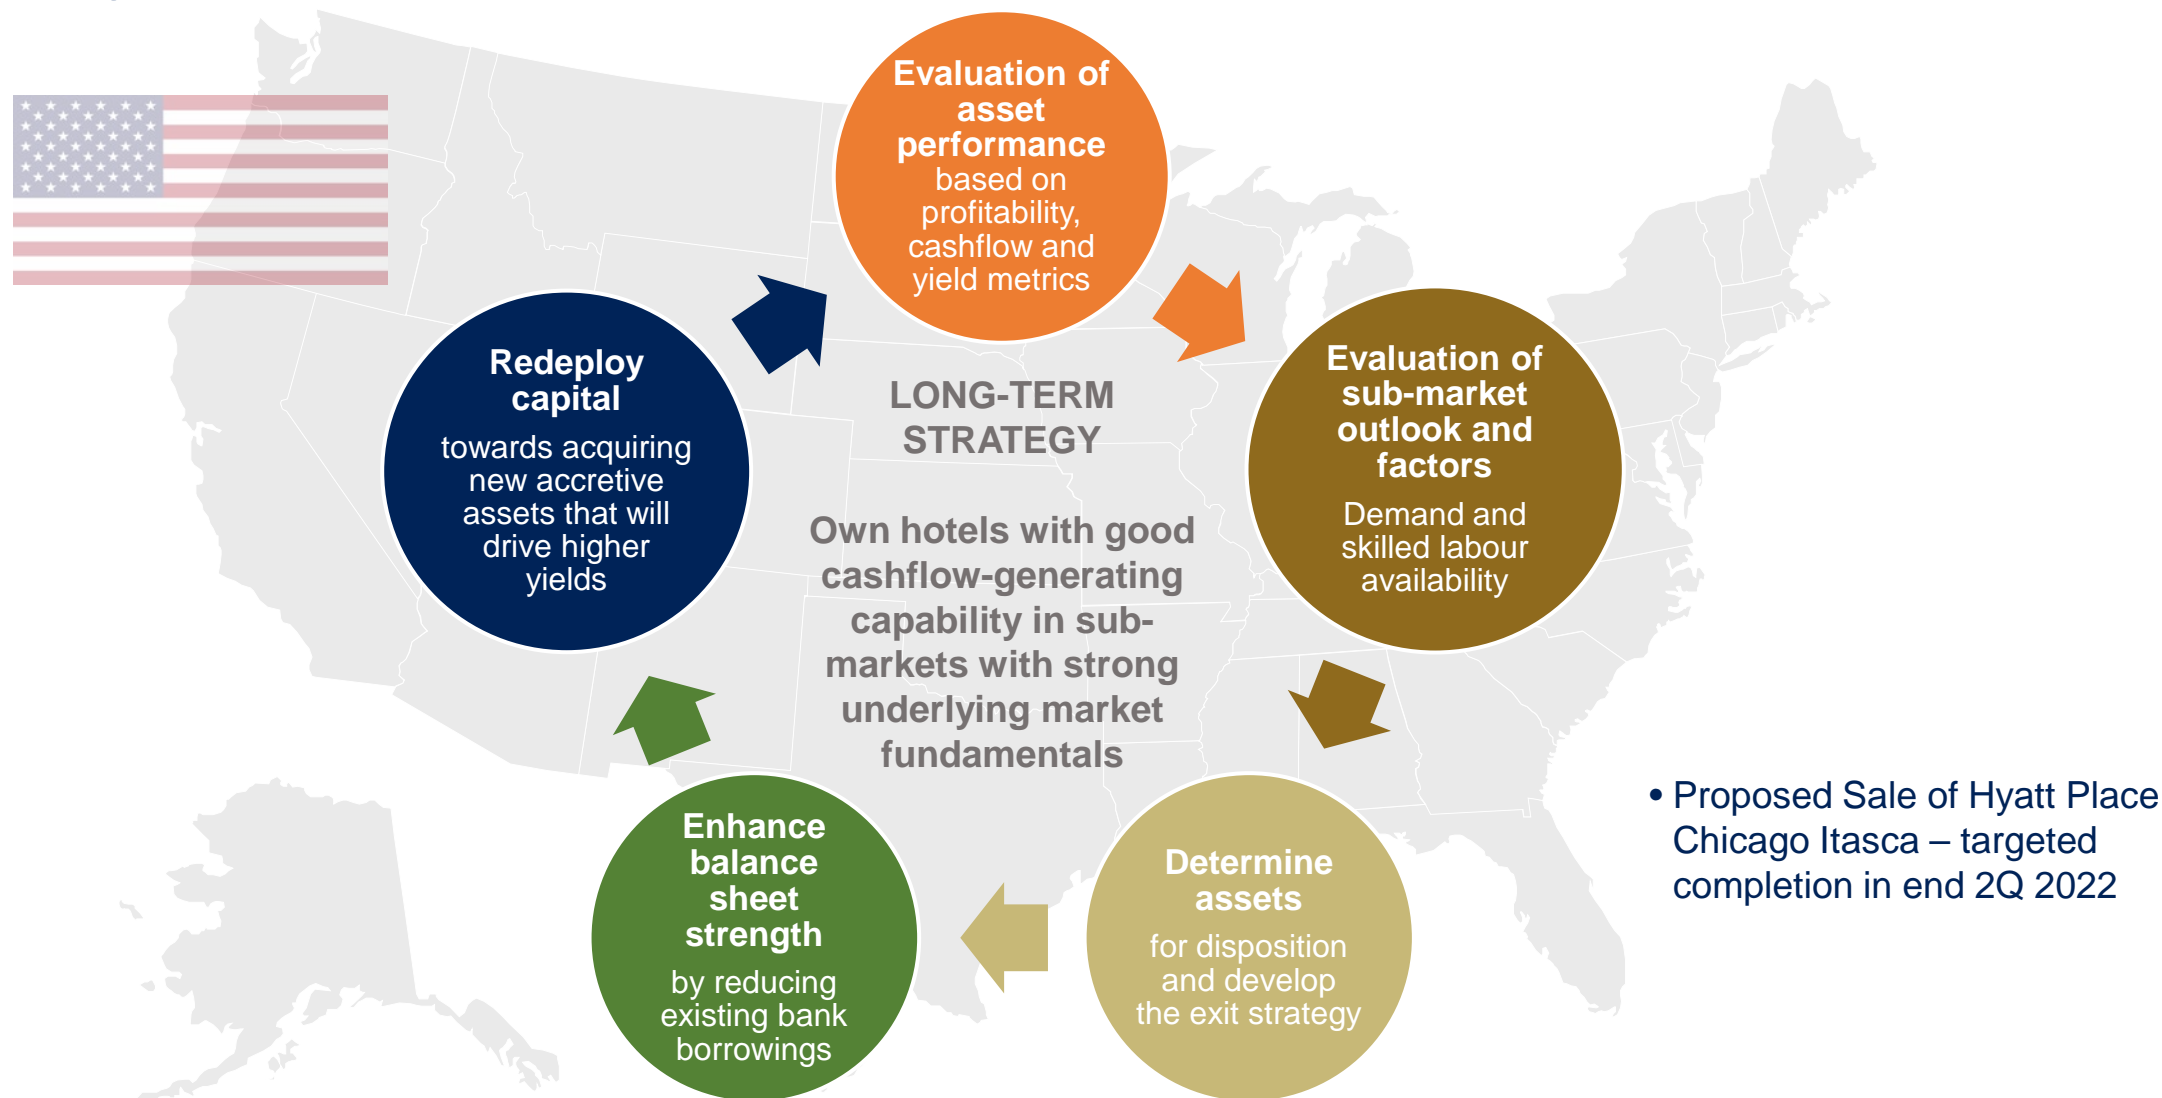 Evaluation of
asset
performance
based on
profitability,
cashflow and
yield metrics
Evaluation of
sub-market
outlook and
factors
Demand and
skilled labour
availability
Determine
assets
for disposition
and develop
the exit strategy
Enhance
balance
sheet
strength
by reducing
existing bank
borrowings
Redeploy
capital
towards acquiring
new accretive
assets that will
drive higher
yields
LONG-TERM
STRATEGY
Own hotels with good
cashflow-generating
capability in sub-
markets with strong
underlying market
fundamentals
• Proposed Sale of Hyatt Place
Chicago Itasca – targeted
completion in end 2Q 2022